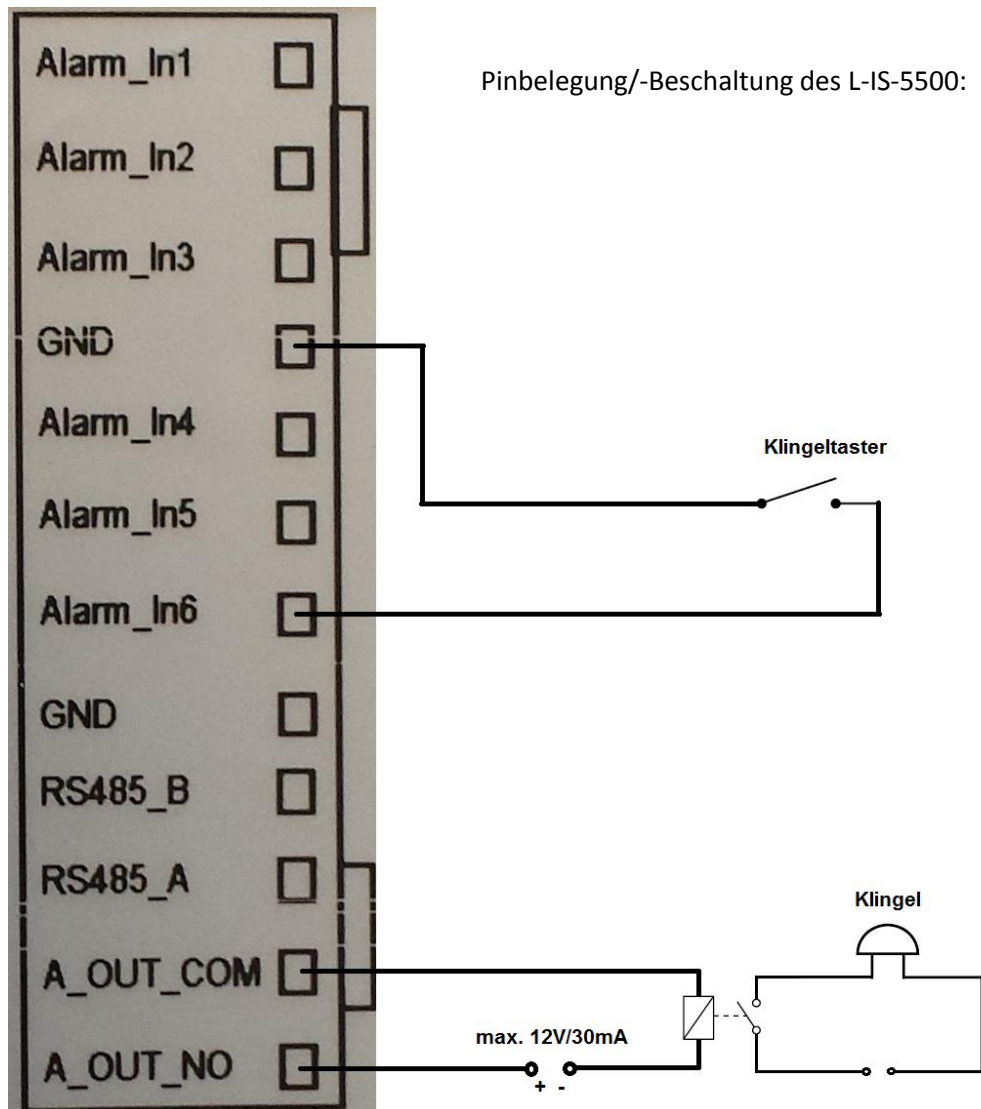 Pinbelegung/-Beschaltung des L-IS-5500:
Alarm_In1
Alarm_In2
Alarm_In3
GND
Alarm_In4
Klingeltaster
Alarm_In5
Alarm_In6
GND
RS485_B
RS485_A
Klingel
A_OUT_COM
max. 12V/30mA
+ -
A_OUT_NO